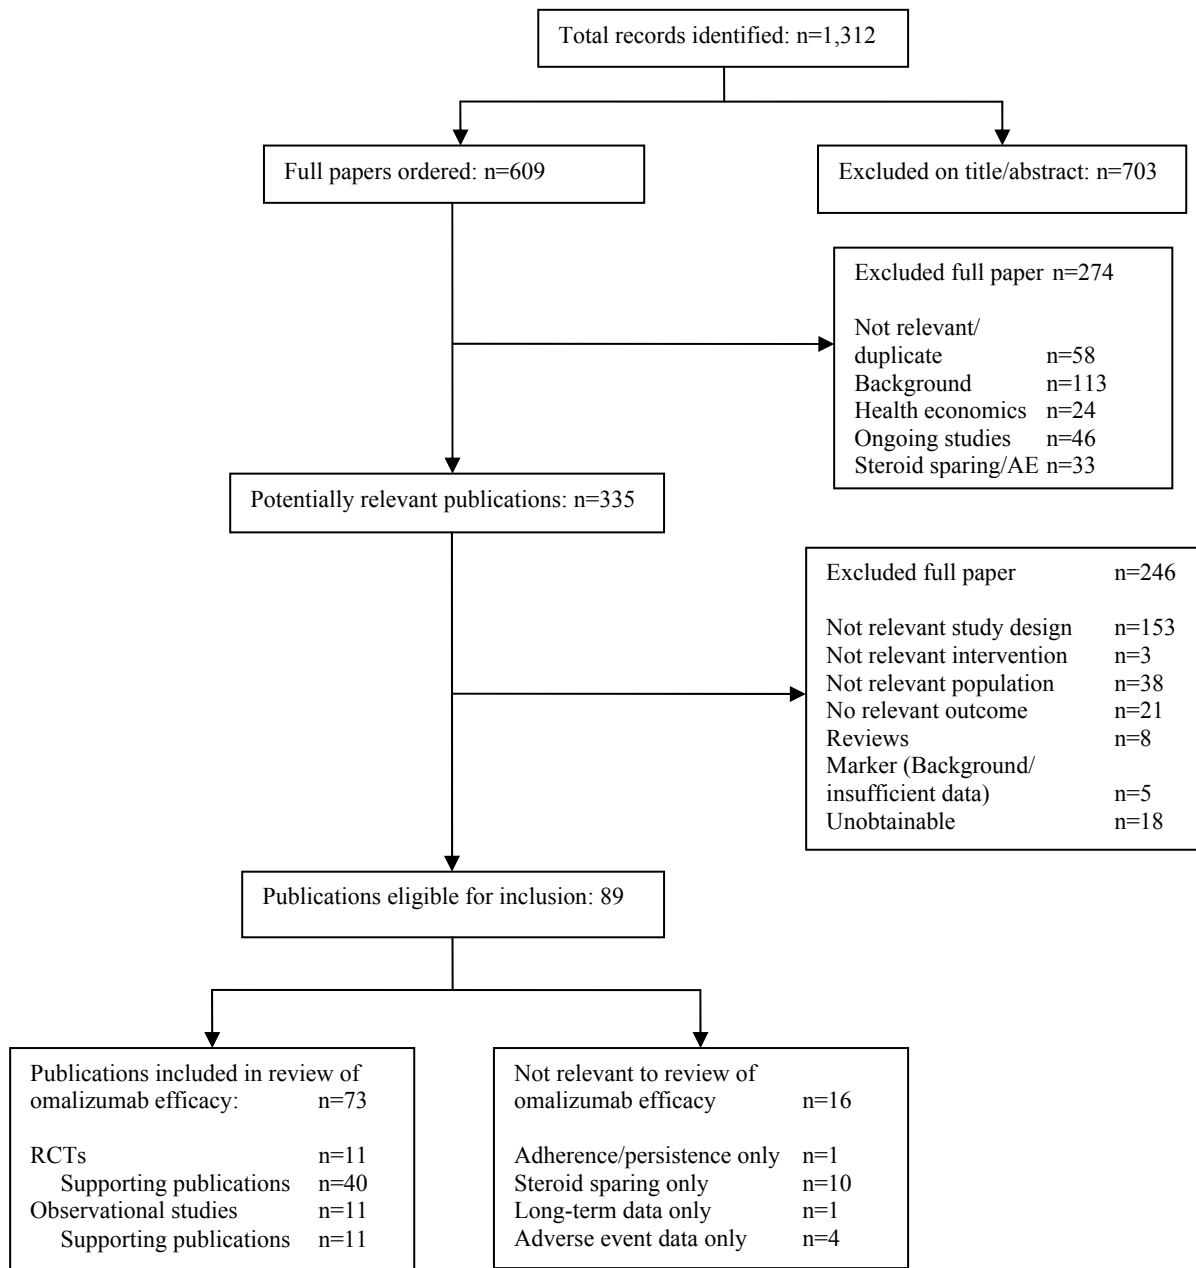 Total records identified: n=1,312
Full papers ordered: n=609
Excluded on title/abstract: n=703
Excluded full paper n=274
Not relevant/
duplicate n=58
Background n=113
Health economics n=24
Ongoing studies n=46
Steroid sparing/AE n=33
Potentially relevant publications: n=335
Excluded full paper n=246
Not relevant study design n=153
Not relevant intervention n=3
Not relevant population n=38
No relevant outcome n=21
Reviews n=8
Marker (Background/
insufficient data) n=5
Unobtainable n=18
Publications eligible for inclusion: 89
Publications included in review of
omalizumab efficacy: n=73
RCTs n=11
Supporting publications n=40
Observational studies n=11
Supporting publications n=11
Not relevant to review of
omalizumab efficacy n=16
Adherence/persistence only n=1
Steroid sparing only n=10
Long-term data only n=1
Adverse event data only n=4